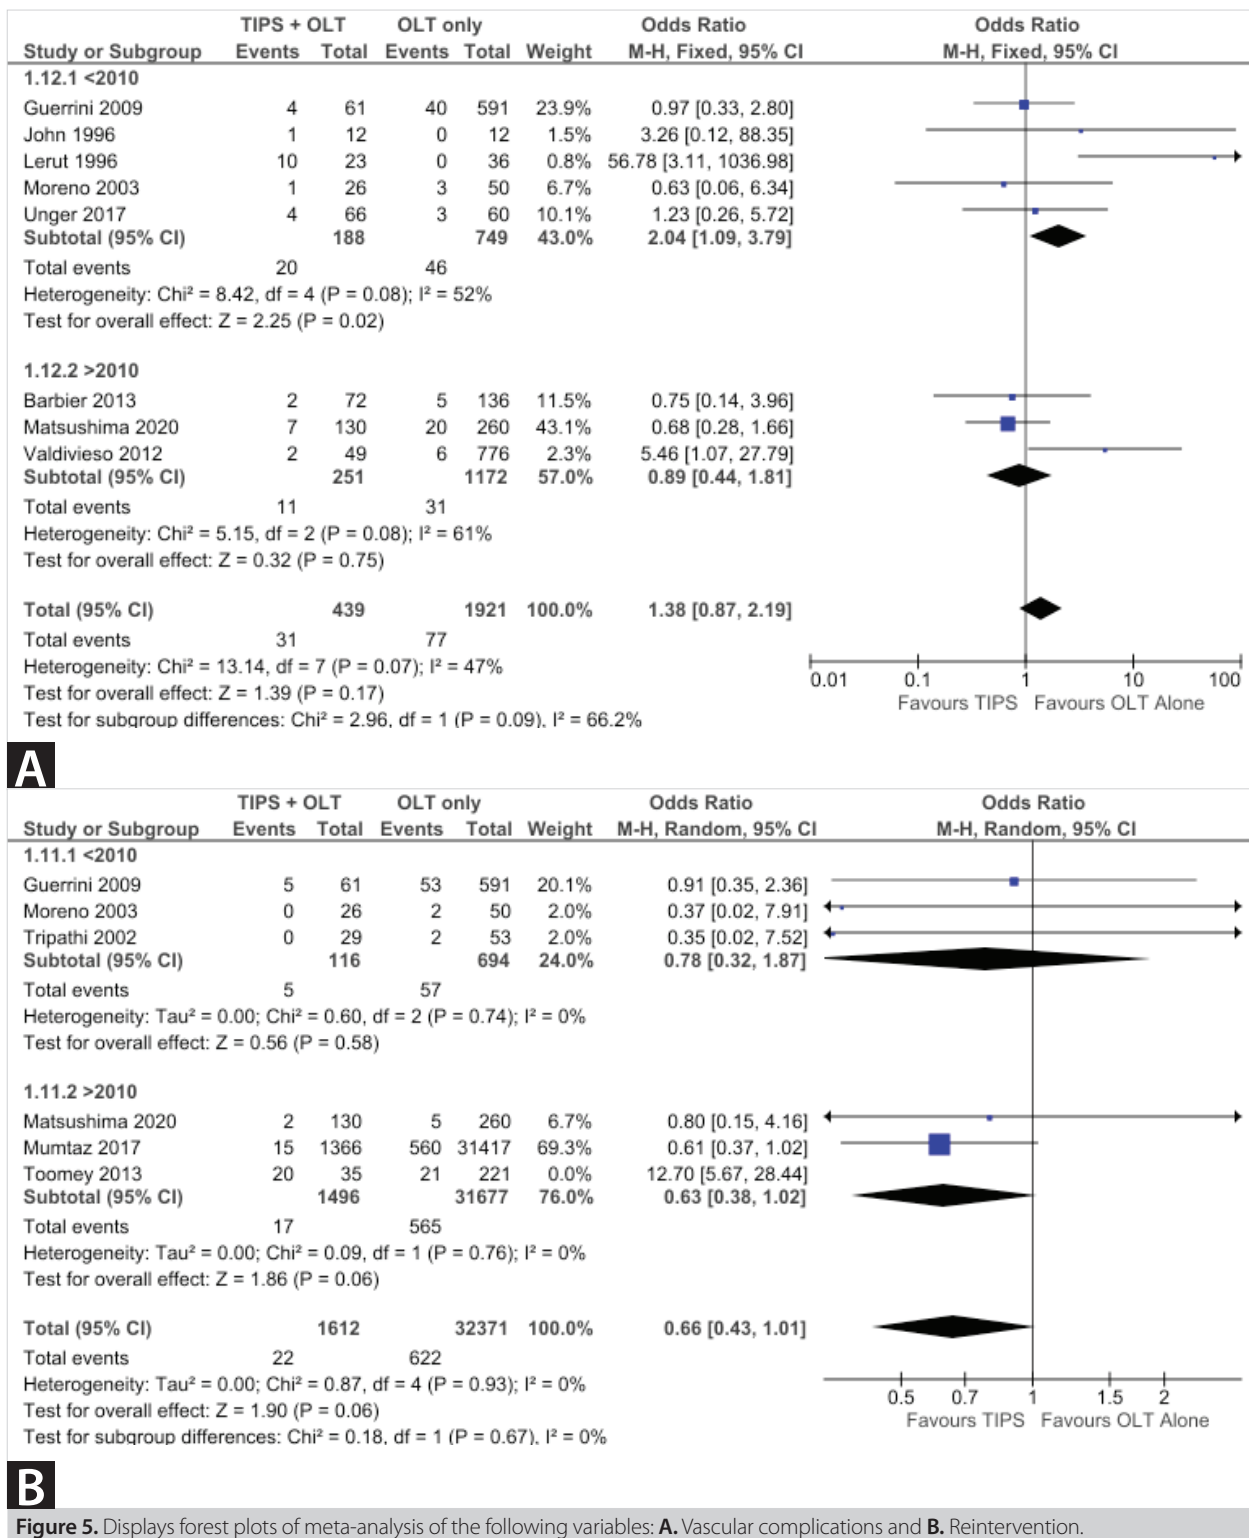 TIPS + OLT OLT only Odds Ratio Odds Ratio
Study or Subgroup Events Total Events Total Weight M-H, Fixed, 95% CI M-H, Fixed, 95% CI
1.12.1 <2010
Guerrini 2009 4 61 40 591 23.9% 0.97 [0.33, 2.80]
John 1996 1 12 0 12 1.5% 3.26 [0.12, 88.35]
Lerut 1996 10 23 0 36 0.8% 56.78 [3.11, 1036.98]
Moreno 2003 1 26 3 50 6.7% 0.63 [0.06, 6.34]
Unger 2017 4 66 3 60 10.1% 1.23 [0.26, 5.72]
Subtotal (95% CI) 188 749 43.0% 2.04 [1.09, 3.79]
Total events 20 46
Heterogeneity: Chi² = 8.42, df = 4 (P = 0.08); I² = 52%
Test for overall effect: Z = 2.25 (P = 0.02)
1.12.2 >2010
Barbier 2013 2 72 5 136 11.5% 0.75 [0.14, 3.96]
Matsushima 2020 7 130 20 260 43.1% 0.68 [0.28, 1.66]
Valdivieso 2012 2 49 6 776 2.3% 5.46 [1.07, 27.79]
Subtotal (95% CI) 251 1172 57.0% 0.89 [0.44, 1.81]
Total events 11 31
Heterogeneity: Chi² = 5.15, df = 2 (P = 0.08); I² = 61%
Test for overall effect: Z = 0.32 (P = 0.75)
Total (95% CI) 439 1921 100.0% 1.38 [0.87, 2.19]
Total events 31 77
Heterogeneity: Chi² = 13.14, df = 7 (P = 0.07); I² = 47%
Test for overall effect: Z = 1.39 (P = 0.17)
Test for subgroup differences: Chi² = 2.96, df = 1 (P = 0.09), I² = 66.2%
0.01 0.1 1 10 100
Favours TIPS Favours OLT Alone
A
TIPS + OLT OLT only Odds Ratio Odds Ratio
Study or Subgroup Events Total Events Total Weight M-H, Random, 95% CI M-H, Random, 95% CI
1.11.1 <2010
Guerrini 2009 5 61 53 591 20.1% 0.91 [0.35, 2.36]
Moreno 2003 0 26 2 50 2.0% 0.37 [0.02, 7.91]
Tripathi 2002 0 29 2 53 2.0% 0.35 [0.02, 7.52]
Subtotal (95% CI) 116 694 24.0% 0.78 [0.32, 1.87]
Total events 5 57
Heterogeneity: Tau² = 0.00; Chi² = 0.60, df = 2 (P = 0.74); I² = 0%
Test for overall effect: Z = 0.56 (P = 0.58)
1.11.2 >2010
Matsushima 2020 2 130 5 260 6.7% 0.80 [0.15, 4.16]
Mumtaz 2017 15 1366 560 31417 69.3% 0.61 [0.37, 1.02]
Toomey 2013 20 35 21 221 0.0% 12.70 [5.67, 28.44]
Subtotal (95% CI) 1496 31677 76.0% 0.63 [0.38, 1.02]
Total events 17 565
Heterogeneity: Tau² = 0.00; Chi² = 0.09, df = 1 (P = 0.76); I² = 0%
Test for overall effect: Z = 1.86 (P = 0.06)
Total (95% CI) 1612 32371 100.0% 0.66 [0.43, 1.01]
Total events 22 622
Heterogeneity: Tau² = 0.00; Chi² = 0.87, df = 4 (P = 0.93); I² = 0%
Test for overall effect: Z = 1.90 (P = 0.06)
Test for subgroup differences: Chi² = 0.18, df = 1 (P = 0.67), I² = 0%
0.5 0.7 1 1.5 2
Favours TIPS Favours OLT Alone
B
Figure 5. Displays forest plots of meta-analysis of the following variables: A. Vascular complications and B. Reintervention.